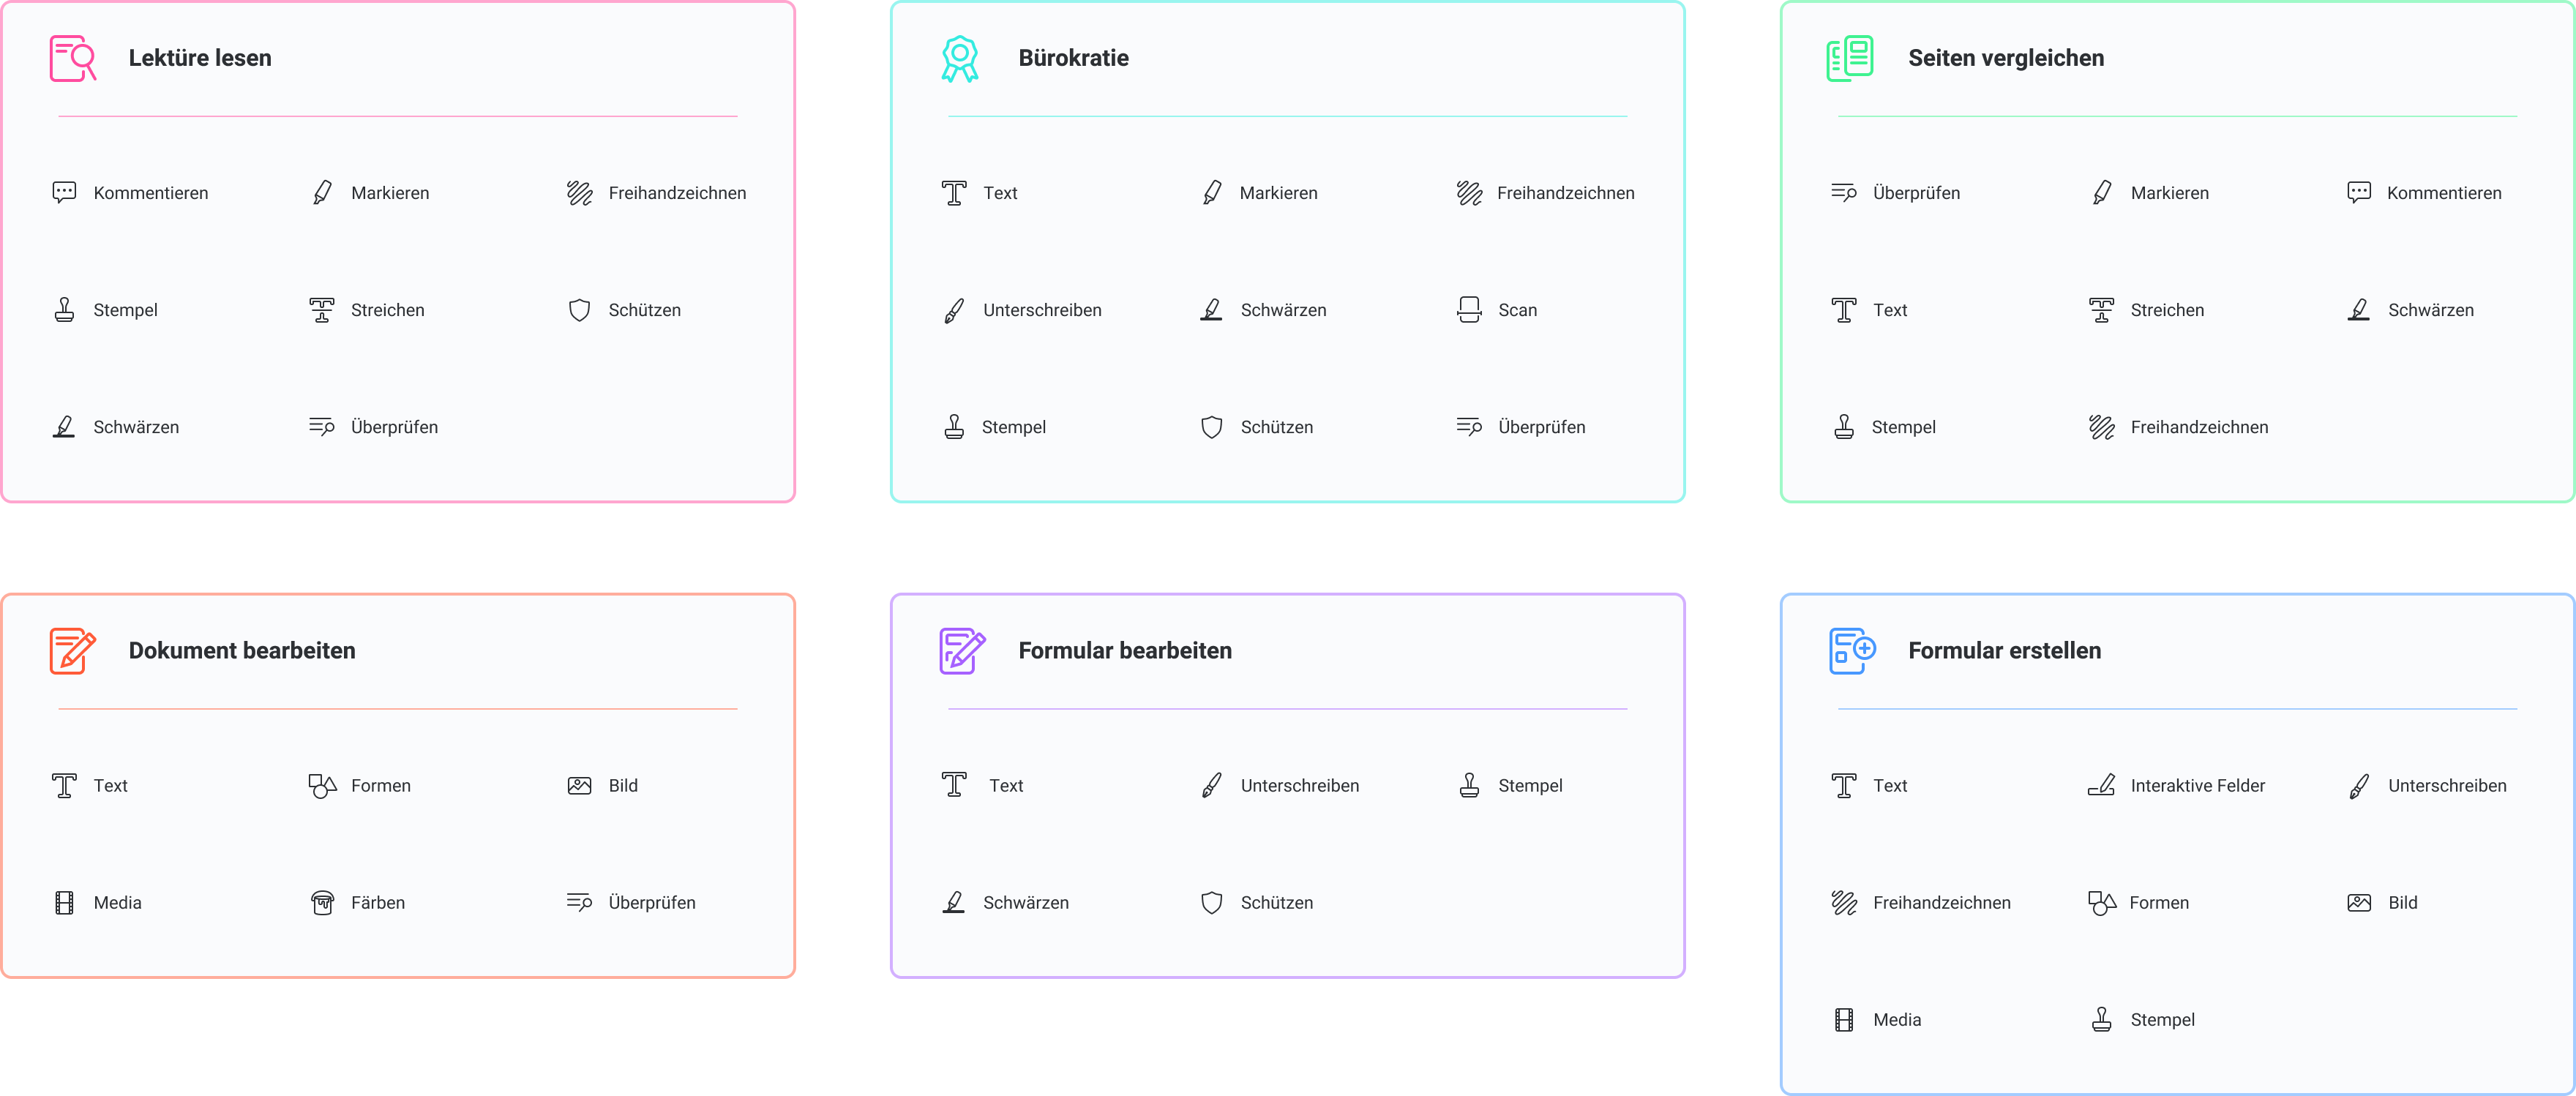 Lektüre lesen
Kommentieren
Markieren
Freihandzeichnen
Stempel
Streichen
Schützen
Schwärzen
Überprüfen
Bürokratie
Text
Markieren
Freihandzeichnen
Unterschreiben
Schwärzen
Scan
Stempel
Schützen
Überprüfen
Seiten vergleichen
Überprüfen
Markieren
Kommentieren
Text
Streichen
Schwärzen
Stempel
Freihandzeichnen
Dokument bearbeiten
Text
Formen
Bild
Media
Färben
Überprüfen
Formular bearbeiten
Text
Unterschreiben
Stempel
Schwärzen
Schützen
Formular erstellen
Text
Interaktive Felder
Unterschreiben
Freihandzeichnen
Formen
Bild
Media
Stempel